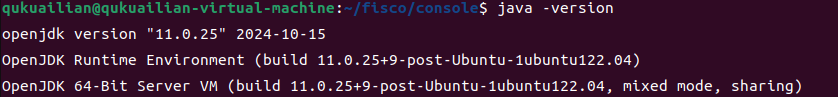 qukuailian@qukuailian-virtual-machine:~/fisco/console$ java -version
openjdk version "11.0.25" 2024-10-15
OpenJDK Runtime Environment (build 11.0.25+9-post-Ubuntu-1ubuntu122.04)
OpenJDK 64-Bit Server VM (build 11.0.25+9-post-Ubuntu-1ubuntu122.04, mixed mode, sharing)